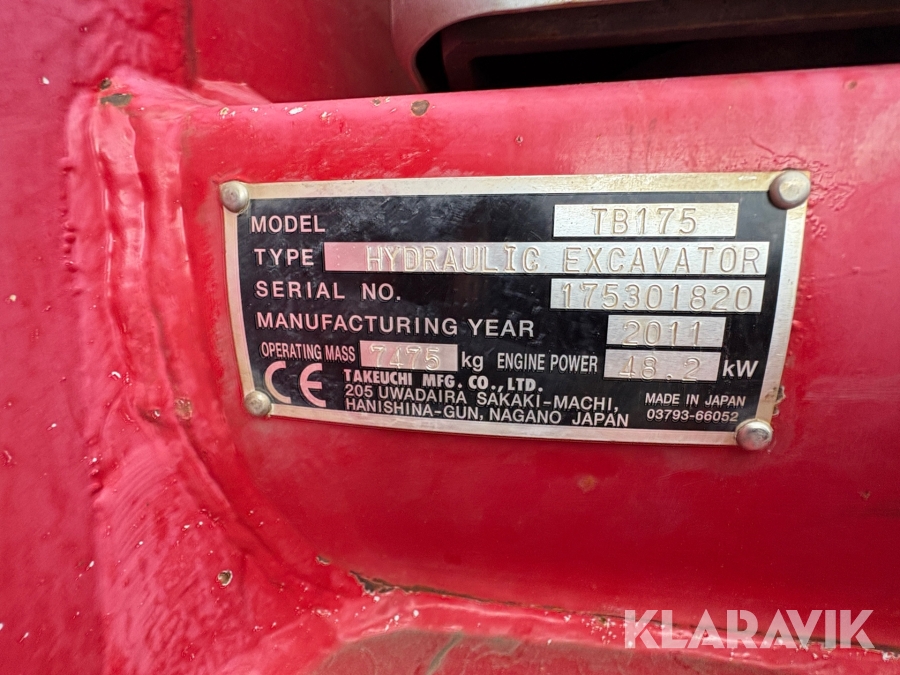 MODEL TB175
TYPE HYDRAULIC EXCAVATOR
SERIAL NO. 175301820
MANUFACTURING YEAR 2011
OPERATING MASS 7475 kg ENGINE POWER 48.2 kW
CE TAKEUCHI MFG. CO., LTD.
205 UWADAIRA SAKAKI-MACHI,
HANISHINA-GUN, NAGANO JAPAN
MADE IN JAPAN
03793-66052
KLARAVIK